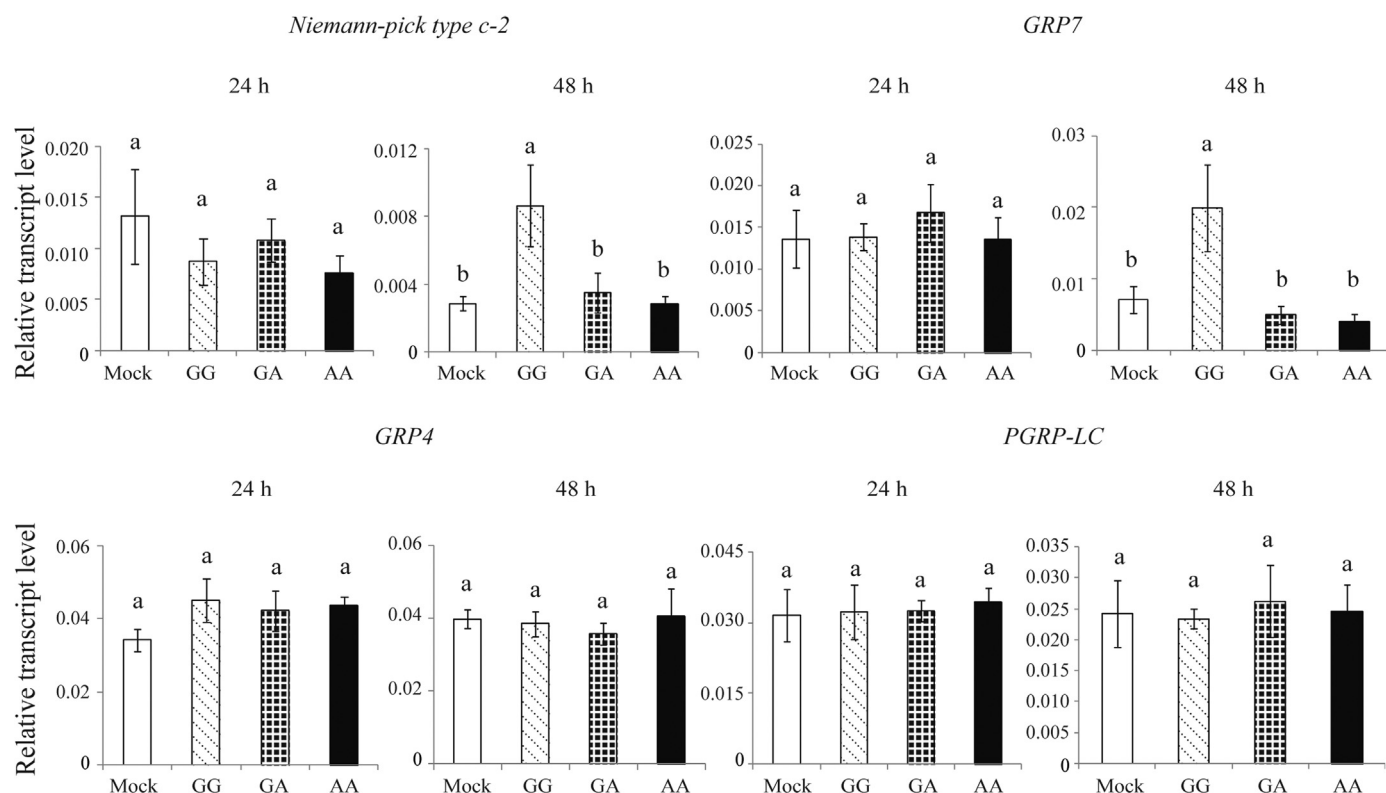 Niemann-pick type c-2
GRP7
24 h
48 h
24 h
48 h
Relative transcript level
0.020
0.015
0.010
0.005
0
a
a
a
a
Mock
GG
GA
AA
0.012
0.008
0.004
0
b
a
b
b
Mock
GG
GA
AA
0.025
0.020
0.015
0.010
0.005
0
a
a
a
a
Mock
GG
GA
AA
0.03
0.02
0.01
0
b
a
b
b
Mock
GG
GA
AA
GRP4
PGRP-LC
24 h
48 h
24 h
48 h
Relative transcript level
0.06
0.04
0.02
0
a
a
a
a
Mock
GG
GA
AA
0.06
0.04
0.02
0
a
a
a
a
Mock
GG
GA
AA
0.045
0.030
0.015
0
a
a
a
a
Mock
GG
GA
AA
0.035
0.030
0.025
0.020
0.015
0.010
0.005
0
a
a
a
a
Mock
GG
GA
AA